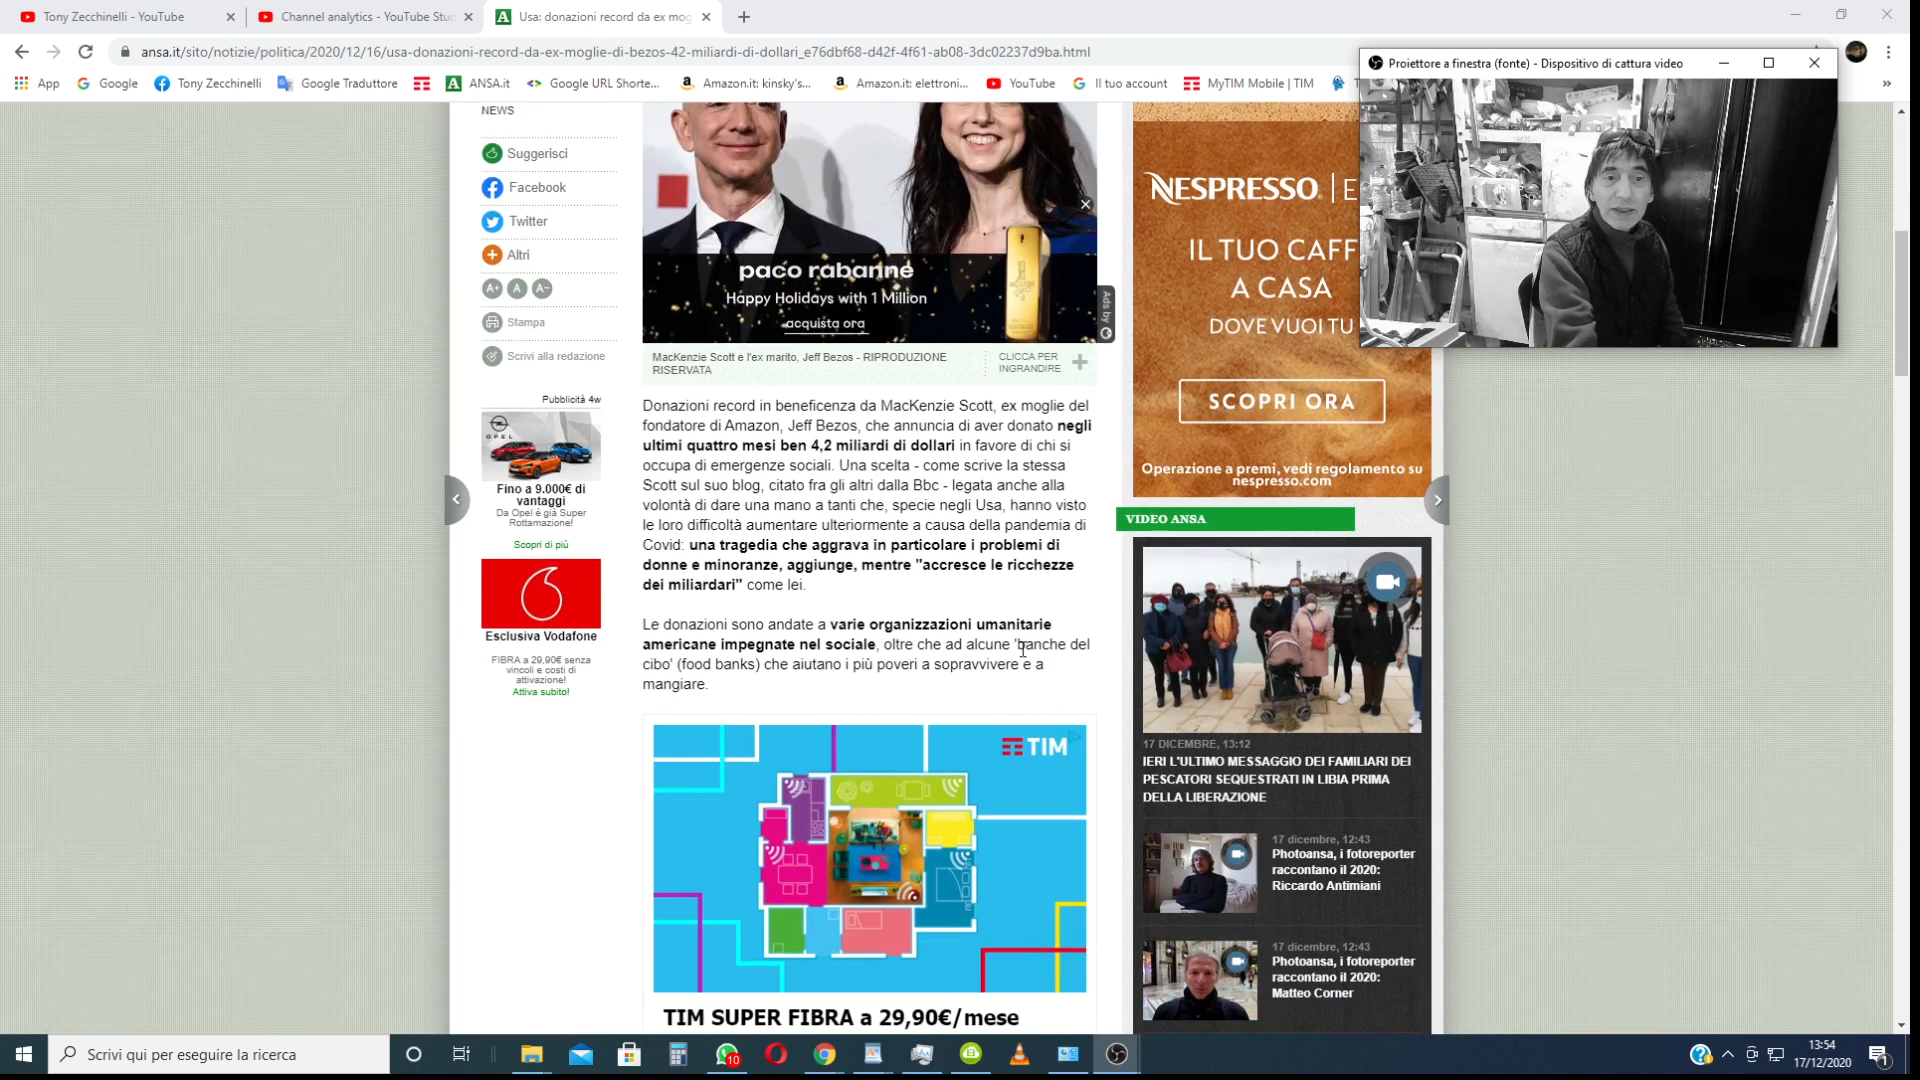 Tony Zecchinelli - YouTube
Channel analytics - YouTube Stud
Usa: donazioni record da ex mog
ansa.it/sito/notizie/politica/2020/12/16/usa-donazioni-record-da-ex-moglie-di-bezos-42-miliardi-di-dollari_e76dbf68-d42f-4f61-ab08-3dc02237d9ba.html
App
Google
Tony Zecchinelli
Google Traduttore
ANSA.it
Google URL Shorte...
Amazon.it: kinsky's...
Amazon.it: elettroni...
YouTube
Il tuo account
MyTIM Mobile | TIM
Proiettore a finestra (fonte) - Dispositivo di cattura video
NEWS
Suggerisci
Facebook
Twitter
Altri
A+ A A-
Stampa
Scrivi alla redazione
Pubblicità 4w
OPEL
Fino a 9.000€ di
vantaggi
Da Opel è già Super
Rottamazione!
Scopri di più
Esclusiva Vodafone
FIBRA a 29,90€ senza
vincoli e costi di
attivazione!
Attiva subito!
paco rabanne
Happy Holidays with 1 Million
acquista ora
Ads by
MacKenzie Scott e l'ex marito, Jeff Bezos - RIPRODUZIONE
RISERVATA
CLICCA PER
INGRANDIRE
Donazioni record in beneficenza da MacKenzie Scott, ex moglie del
fondatore di Amazon, Jeff Bezos, che annuncia di aver donato negli
ultimi quattro mesi ben 4,2 miliardi di dollari in favore di chi si
occupa di emergenze sociali. Una scelta - come scrive la stessa
Scott sul suo blog, citato fra gli altri dalla Bbc - legata anche alla
volontà di dare una mano a tanti che, specie negli Usa, hanno visto
le loro difficoltà aumentare ulteriormente a causa della pandemia di
Covid: una tragedia che aggrava in particolare i problemi di
donne e minoranze, aggiunge, mentre "accresce le ricchezze
dei miliardari" come lei.
Le donazioni sono andate a varie organizzazioni umanitarie
americane impegnate nel sociale, oltre che ad alcune 'banche del
cibo' (food banks) che aiutano i più poveri a sopravvivere e a
mangiare.
TIM
TIM SUPER FIBRA a 29,90€/mese
NESPRESSO. | E
IL TUO CAFF
A CASA
DOVE VUOI TU
SCOPRI ORA
Operazione a premi, vedi regolamento su
nespresso.com
VIDEO ANSA
17 DICEMBRE, 13:12
IERI L'ULTIMO MESSAGGIO DEI FAMILIARI DEI
PESCATORI SEQUESTRATI IN LIBIA PRIMA
DELLA LIBERAZIONE
17 dicembre, 12:43
Photoansa, i fotoreporter
raccontano il 2020:
Riccardo Antimiani
17 dicembre, 12:43
Photoansa, i fotoreporter
raccontano il 2020:
Matteo Corner
Scrivi qui per eseguire la ricerca
10
13:54
17/12/2020
1